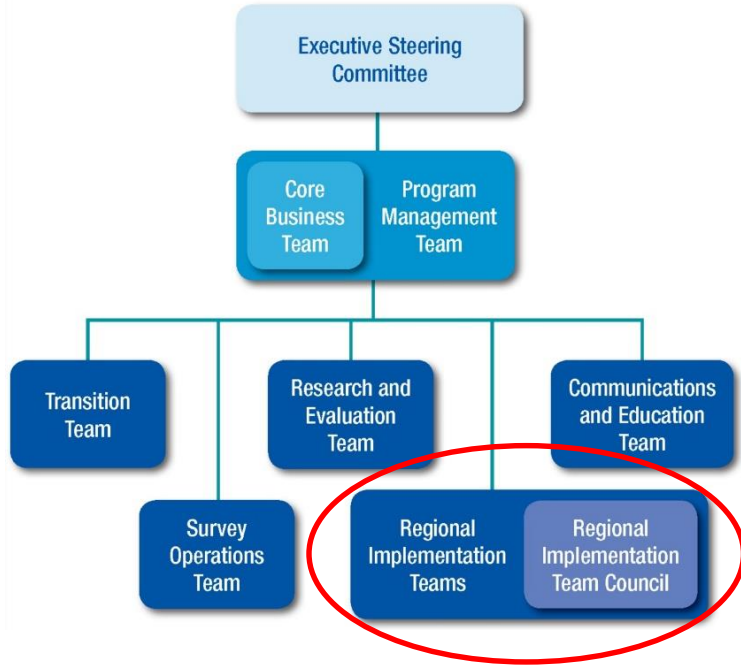 Executive Steering
Committee
Core
Business
Team
Program
Management
Team
Transition
Team
Research and
Evaluation
Team
Communications
and Education
Team
Survey
Operations
Team
Regional
Implementation
Teams
Regional
Implementation
Team Council